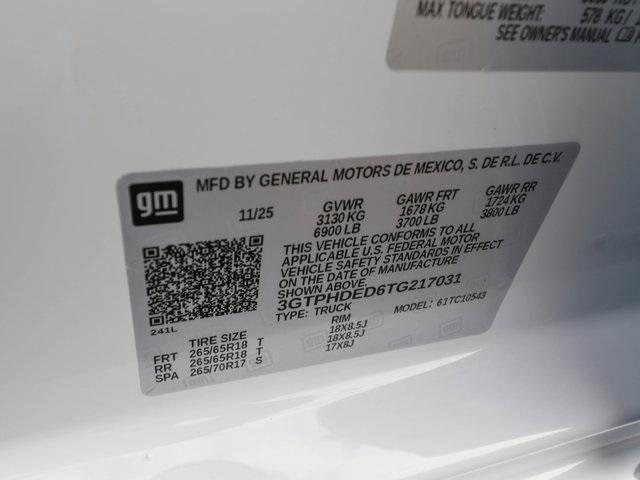 MAX TONGUE WEIGHT: 578 KG /
SEE OWNER'S MANUAL
gm
MFD BY GENERAL MOTORS DE MEXICO, S. DE R.L. DE C.V.
11/25 GVWR GAWR FRT GAWR RR
3130 KG 1678 KG 1724 KG
6900 LB 3700 LB 3800 LB
THIS VEHICLE CONFORMS TO ALL
APPLICABLE U.S. FEDERAL MOTOR
VEHICLE SAFETY STANDARDS IN EFFECT
ON THE DATE OF MANUFACTURE
3GTPHDED6TG217031
TYPE: TRUCK MODEL: 61TC10543
241L
TIRE SIZE RIM
FRT 265/65R18 T 18X8.5J
RR 265/65R18 T 18X8.5J
SPA 265/70R17 S 17X8J